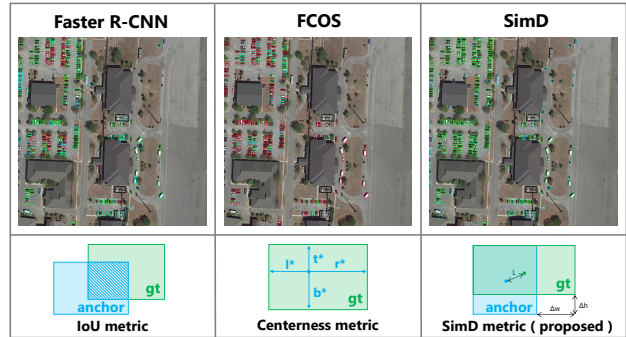 Faster R-CNN
FCOS
SimD
gt
anchor
IoU metric
t*
l*
r*
b*
gt
Centerness metric
L
gt
Δh
anchor
Δw
SimD metric ( proposed )